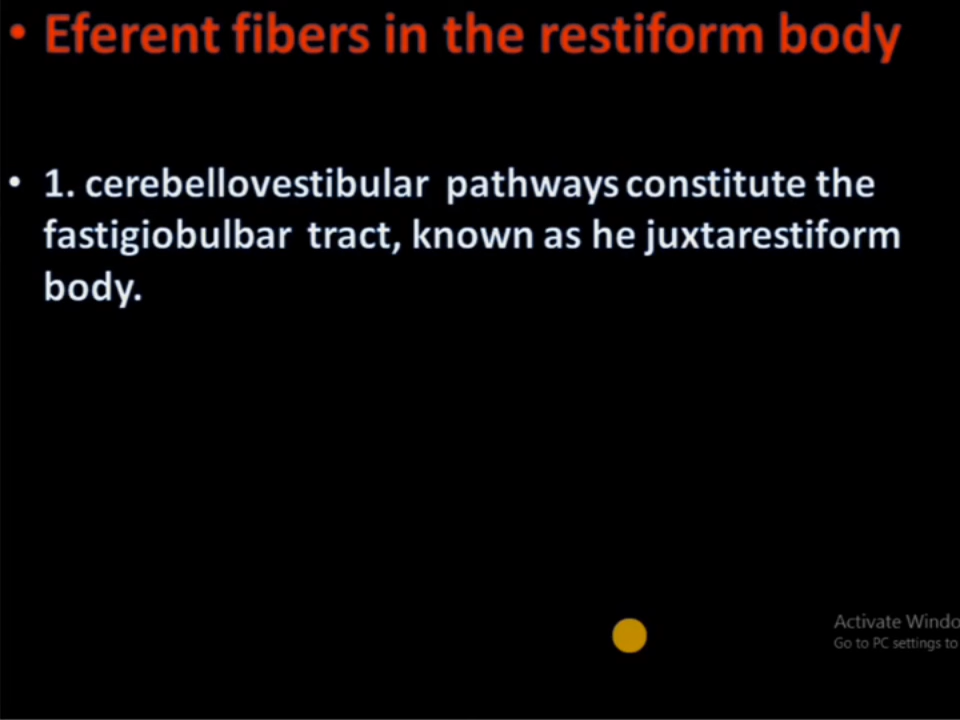 • Eferent fibers in the restiform body
• 1. cerebellovestibular pathways constitute the
fastigiobulbar tract, known as he juxtarestiform
body.
Activate Windo
Go to PC settings to